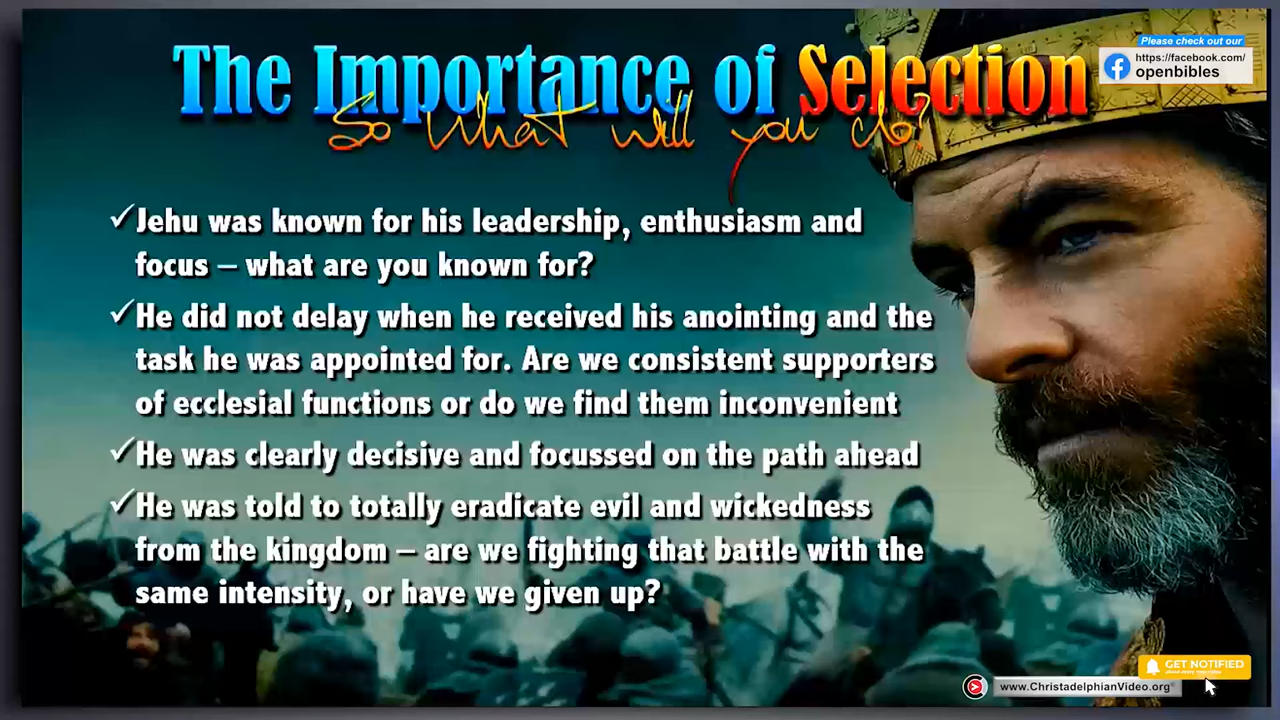 Please check out our
https://facebook.com/
openbibles
The Importance of Selection
So What will you do?
✓Jehu was known for his leadership, enthusiasm and
focus – what are you known for?
✓He did not delay when he received his anointing and the
task he was appointed for. Are we consistent supporters
of ecclesial functions or do we find them inconvenient
✓He was clearly decisive and focussed on the path ahead
✓He was told to totally eradicate evil and wickedness
from the kingdom – are we fighting that battle with the
same intensity, or have we given up?
GET NOTIFIED
www.ChristadelphianVideo.org